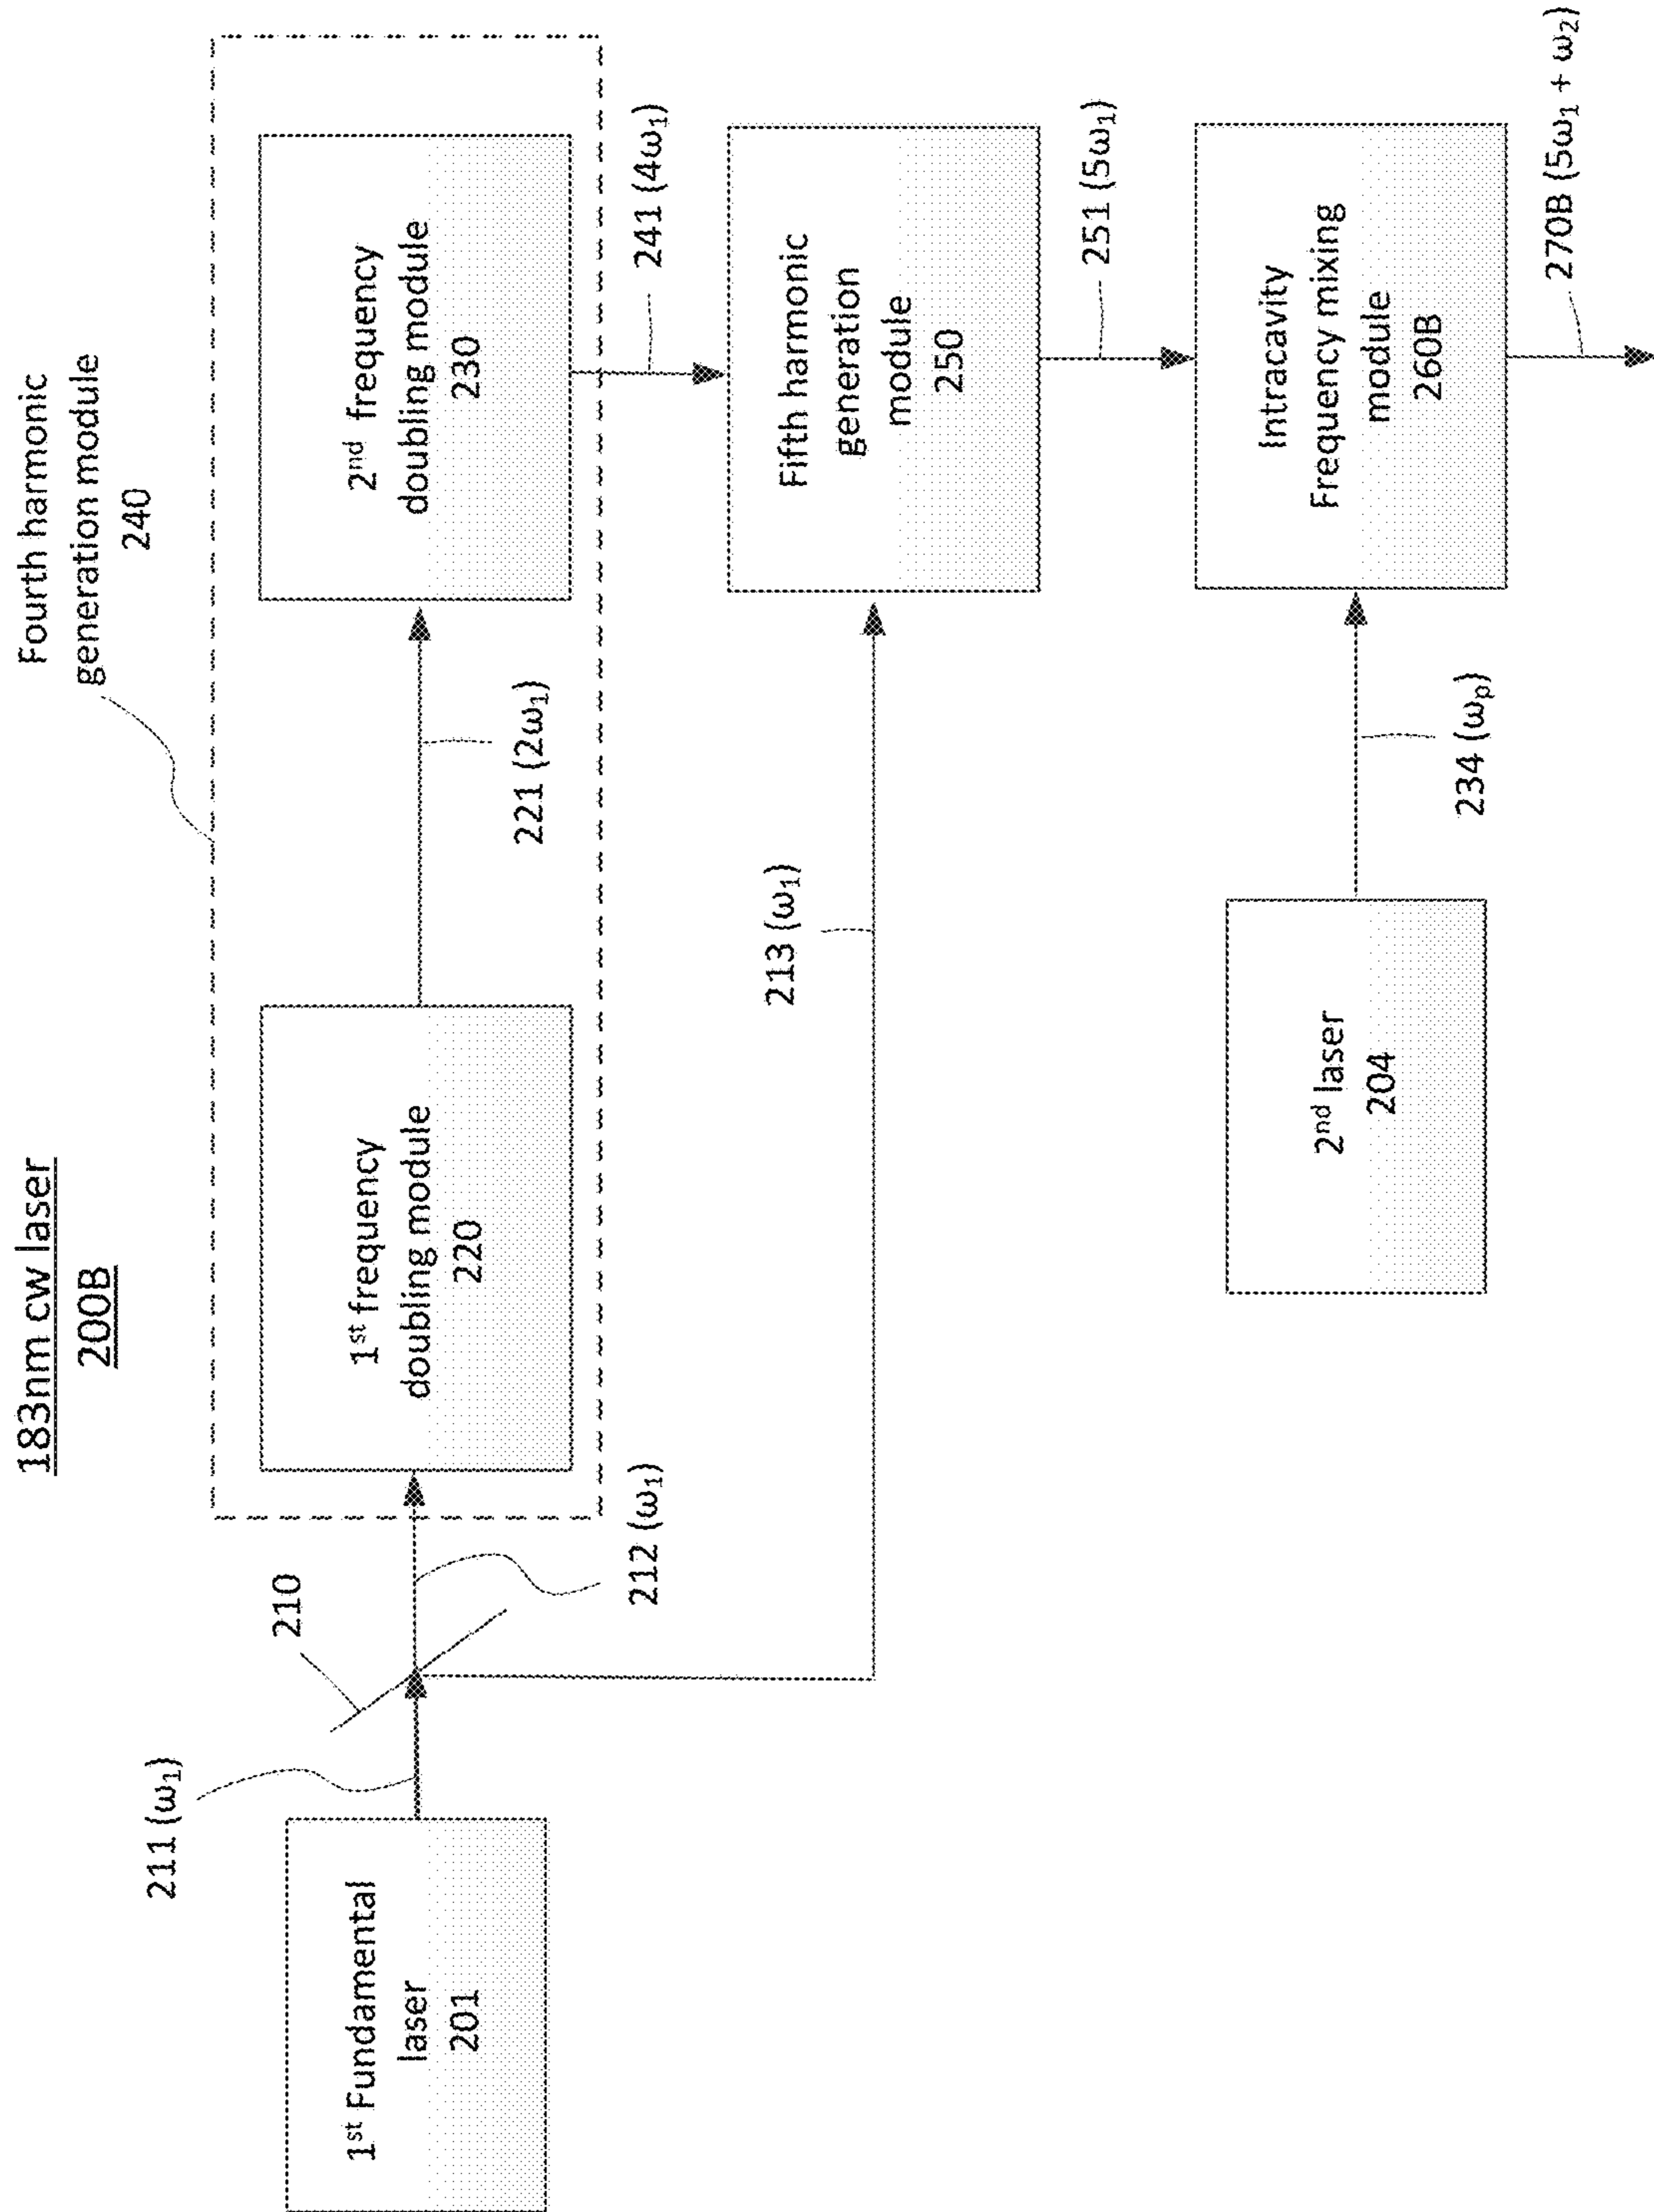 183nm cw laser
200B
Fourth harmonic
generation module
240
211 (ω₁)
210
1ˢᵗ Fundamental
laser
201
1ˢᵗ frequency
doubling module
220
2ⁿᵈ frequency
doubling module
230
212 (ω₁)
221 (2ω₁)
241 (4ω₁)
213 (ω₁)
Fifth harmonic
generation
module
250
251 (5ω₁)
2ⁿᵈ laser
204
234 (ωₚ)
Intracavity
Frequency mixing
module
260B
270B (5ω₁ + ω₂)